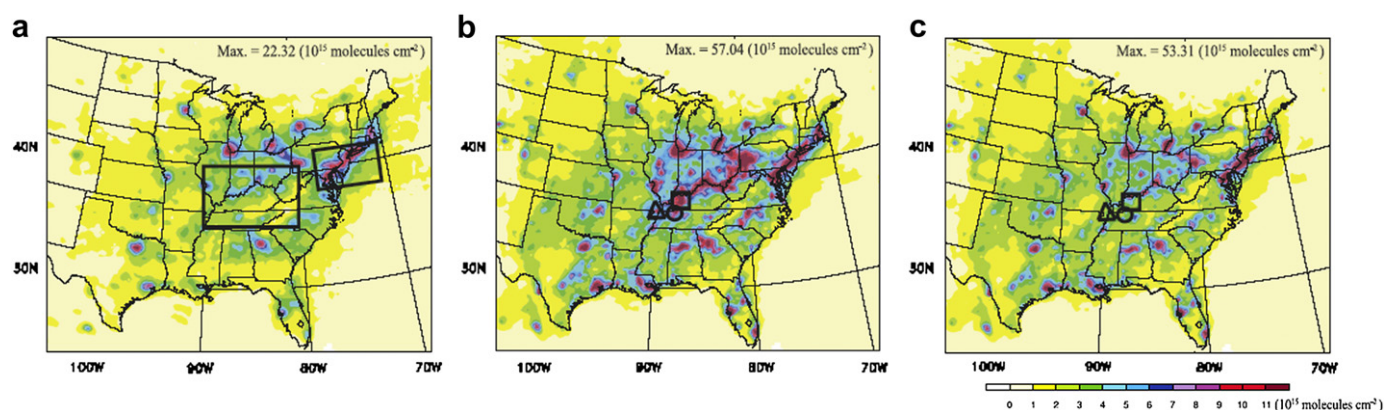 a
b
c
Max. = 22.32 (10¹⁵ molecules cm⁻²)
Max. = 57.04 (10¹⁵ molecules cm⁻²)
Max. = 53.31 (10¹⁵ molecules cm⁻²)
40N
30N
100W 90W 80W 70W
40N
30N
100W 90W 80W 70W
40N
30N
100W 90W 80W 70W
0 1 2 3 4 5 6 7 8 9 10 11 (10¹⁵ molecules cm⁻²)